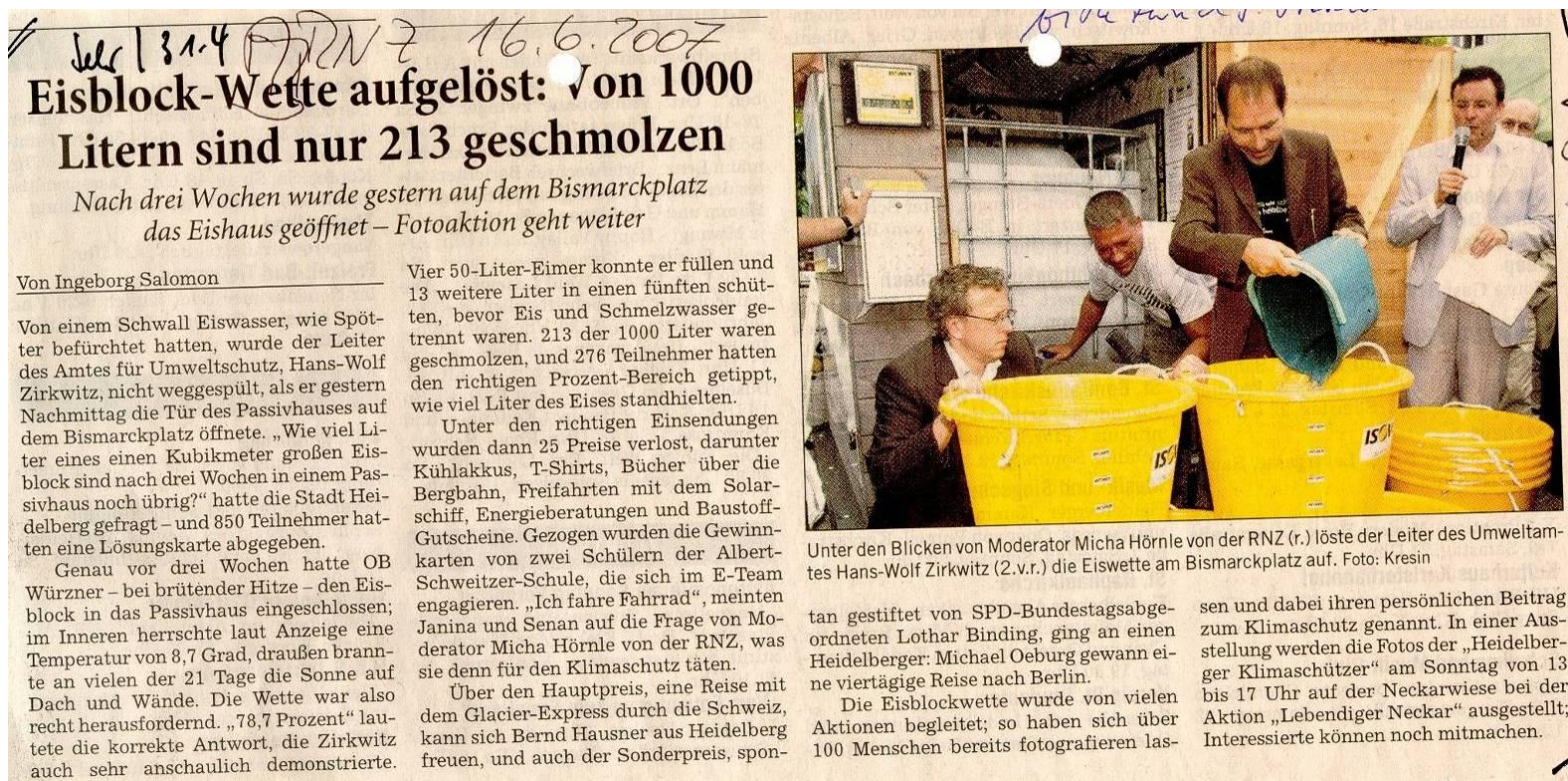 31.4 RNZ 16.6.2007
Eisblock-Wette aufgelöst: Von 1000
Litern sind nur 213 geschmolzen
Nach drei Wochen wurde gestern auf dem Bismarckplatz
das Eishaus geöffnet – Fotoaktion geht weiter
Von Ingeborg Salomon
Von einem Schwall Eiswasser, wie Spöt-
ter befürchtet hatten, wurde der Leiter
des Amtes für Umweltschutz, Hans-Wolf
Zirkwitz, nicht weggespült, als er gestern
Nachmittag die Tür des Passivhauses auf
dem Bismarckplatz öffnete. „Wie viel Li-
ter eines einen Kubikmeter großen Eis-
block sind nach drei Wochen in einem Pas-
sivhaus noch übrig?“ hatte die Stadt Hei-
delberg gefragt – und 850 Teilnehmer hat-
ten eine Lösungskarte abgegeben.
Genau vor drei Wochen hatte OB
Würzner – bei brütender Hitze – den Eis-
block in das Passivhaus eingeschlossen;
im Inneren herrschte laut Anzeige eine
Temperatur von 8,7 Grad, draußen brann-
te an vielen der 21 Tage die Sonne auf
Dach und Wände. Die Wette war also
recht herausfordernd. „78,7 Prozent“ lau-
tete die korrekte Antwort, die Zirkwitz
auch sehr anschaulich demonstrierte.
Vier 50-Liter-Eimer konnte er füllen und
13 weitere Liter in einen fünften schüt-
ten, bevor Eis und Schmelzwasser ge-
trennt waren. 213 der 1000 Liter waren
geschmolzen, und 276 Teilnehmer hatten
den richtigen Prozent-Bereich getippt,
wie viel Liter des Eises standhielten.
Unter den richtigen Einsendungen
wurden dann 25 Preise verlost, darunter
Kühlakkus, T-Shirts, Bücher über die
Bergbahn, Freifahrten mit dem Solar-
schiff, Energieberatungen und Baustoff-
Gutscheine. Gezogen wurden die Gewinn-
karten von zwei Schülern der Albert-
Schweitzer-Schule, die sich im E-Team
engagieren. „Ich fahre Fahrrad“, meinten
Janina und Senan auf die Frage von Mo-
derator Micha Hörnle von der RNZ, was
sie denn für den Klimaschutz täten.
Über den Hauptpreis, eine Reise mit
dem Glacier-Express durch die Schweiz,
kann sich Bernd Hausner aus Heidelberg
freuen, und auch der Sonderpreis, spon-
ISOV
ISOV
Unter den Blicken von Moderator Micha Hörnle von der RNZ (r.) löste der Leiter des Umweltam-
tes Hans-Wolf Zirkwitz (2.v.r.) die Eiswette am Bismarckplatz auf. Foto: Kresin
tan gestiftet von SPD-Bundestagsabge-
ordneten Lothar Binding, ging an einen
Heidelberger: Michael Oeburg gewann ei-
ne viertägige Reise nach Berlin.
Die Eisblockwette wurde von vielen
Aktionen begleitet; so haben sich über
100 Menschen bereits fotografieren las-
sen und dabei ihren persönlichen Beitrag
zum Klimaschutz genannt. In einer Aus-
stellung werden die Fotos der „Heidelber-
ger Klimaschützer“ am Sonntag von 13
bis 17 Uhr auf der Neckarwiese bei der
Aktion „Lebendiger Neckar“ ausgestellt;
Interessierte können noch mitmachen.